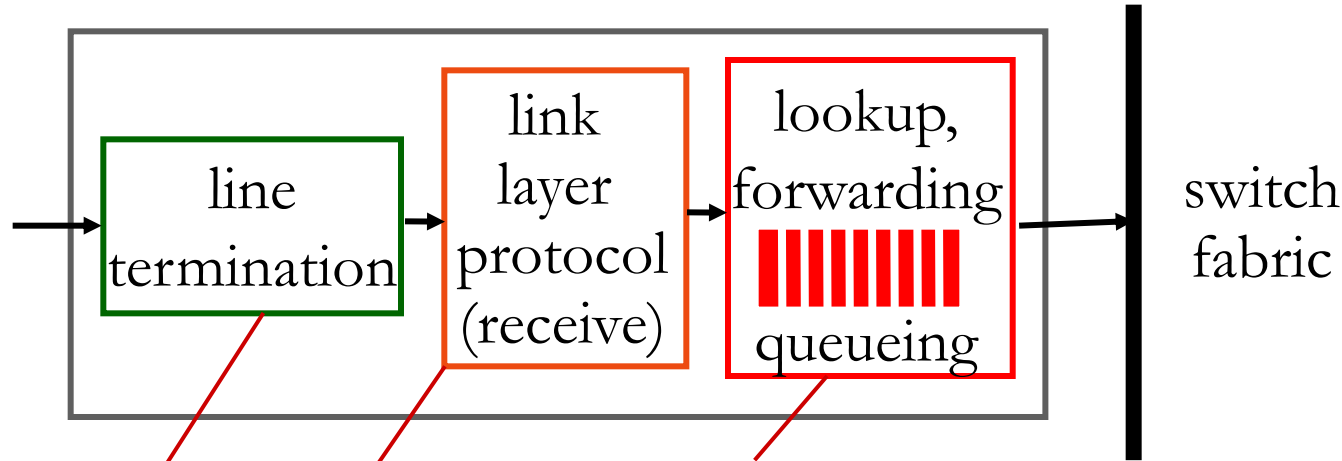 line
termination
link
layer
protocol
(receive)
lookup,
forwarding
queueing
switch
fabric